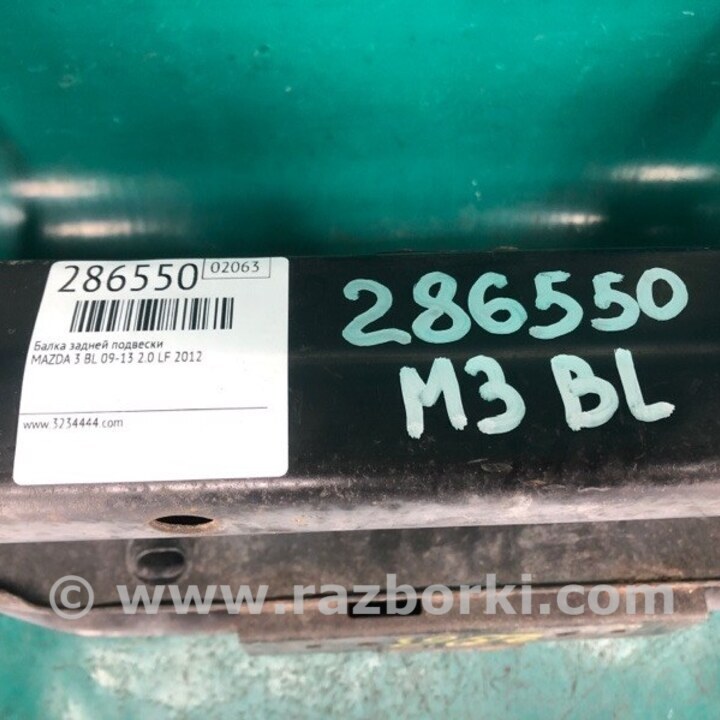 286550
02063
Балка задней подвески
MAZDA 3 BL 09-13 2.0 LF 2012
www.3234444.com
286550
M3 BL
© www.razborki.com